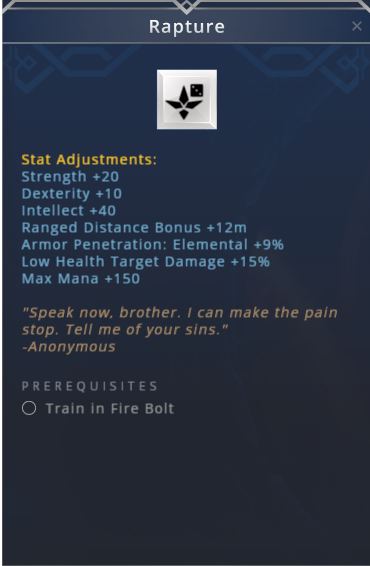 Rapture
Stat Adjustments:
Strength +20
Dexterity +10
Intellect +40
Ranged Distance Bonus +12m
Armor Penetration: Elemental +9%
Low Health Target Damage +15%
Max Mana +150
"Speak now, brother. I can make the pain
stop. Tell me of your sins."
-Anonymous
PREREQUISITES
Train in Fire Bolt